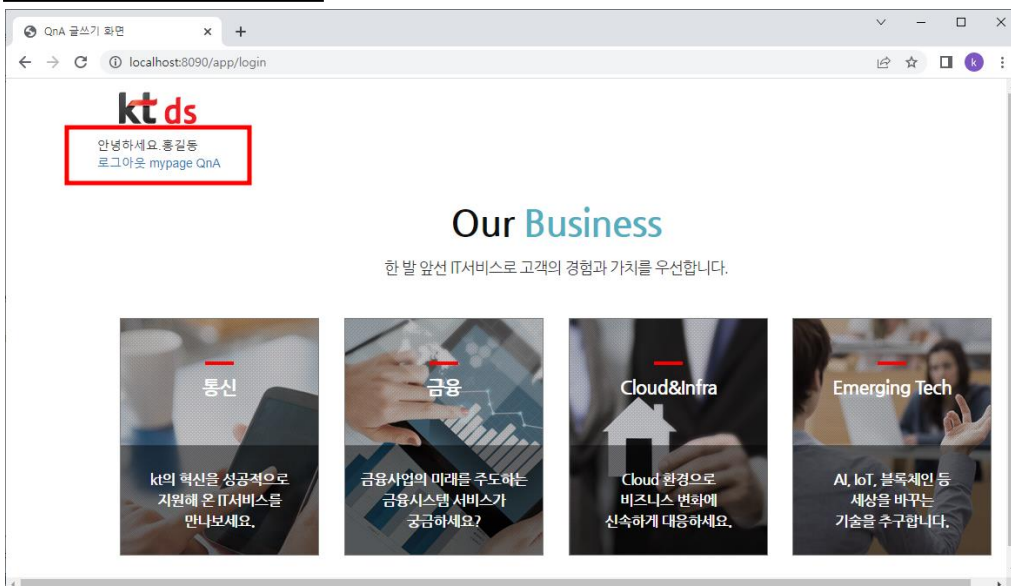 QnA 글쓰기 화면
localhost:8090/app/login
k
kt ds
안녕하세요.홍길동
로그아웃 mypage QnA
Our Business
한 발 앞선 IT서비스로 고객의 경험과 가치를 우선합니다.
통신
kt의 혁신을 성공적으로
지원해 온 IT서비스를
만나보세요.
금융
금융사업의 미래를 주도하는
금융시스템 서비스가
궁금하세요?
Cloud&Infra
Cloud 환경으로
비즈니스 변화에
신속하게 대응하세요.
Emerging Tech
AI, IoT, 블록체인 등
세상을 바꾸는
기술을 추구합니다.